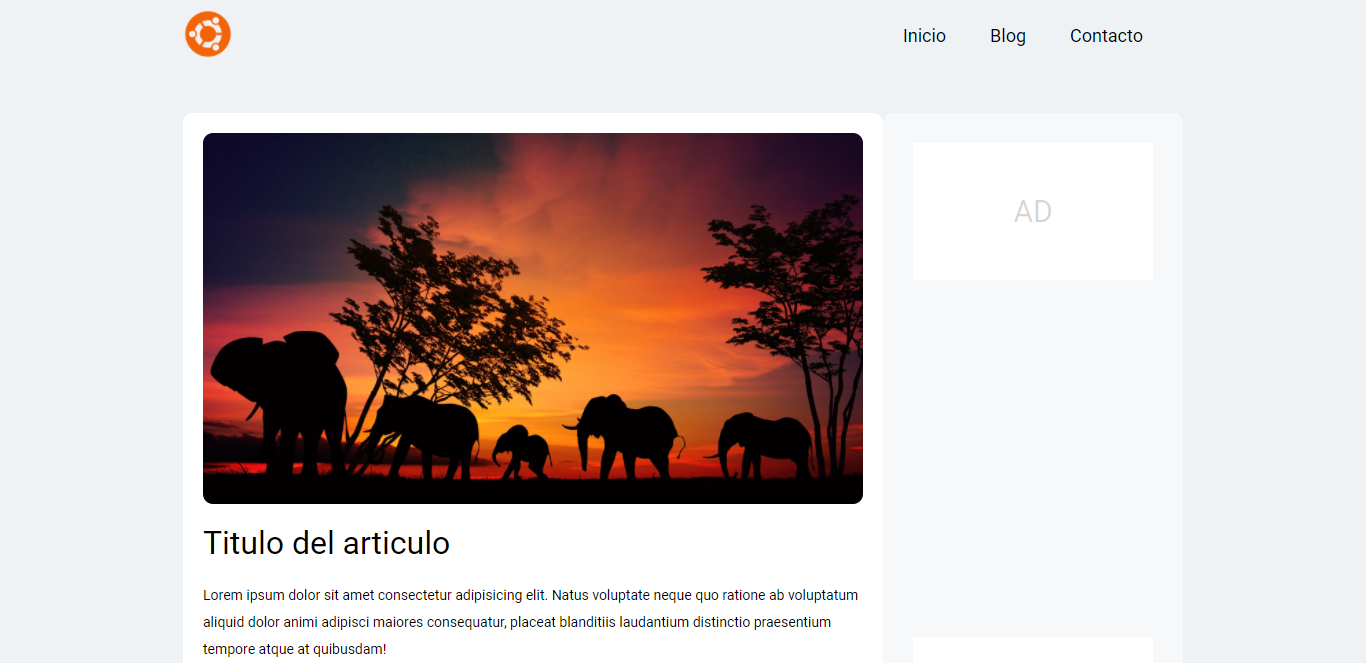 Inicio Blog Contacto
AD
Titulo del articulo
Lorem ipsum dolor sit amet consectetur adipisicing elit. Natus voluptate neque quo ratione ab voluptatum
aliquid dolor animi adipisci maiores consequatur, placeat blanditiis laudantium distinctio praesentium
tempore atque at quibusdam!